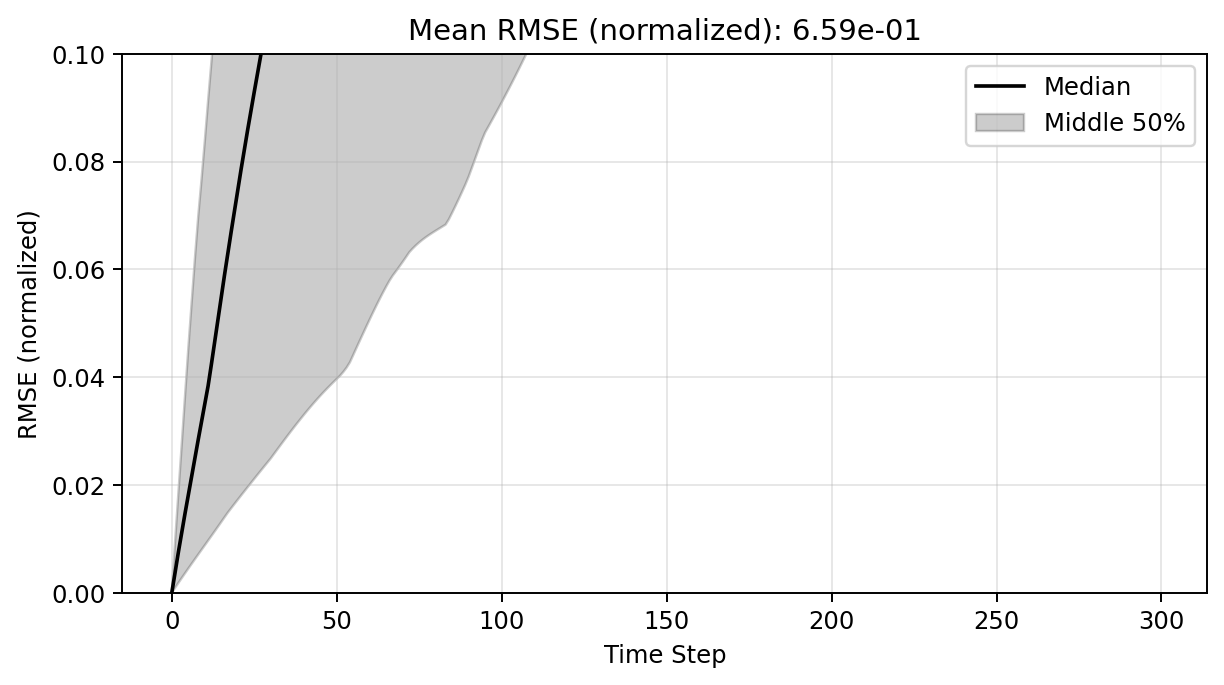 Mean RMSE (normalized): 6.59e-01
RMSE (normalized)
0.10
0.08
0.06
0.04
0.02
0.00
Median
Middle 50%
0 50 100 150 200 250 300
Time Step